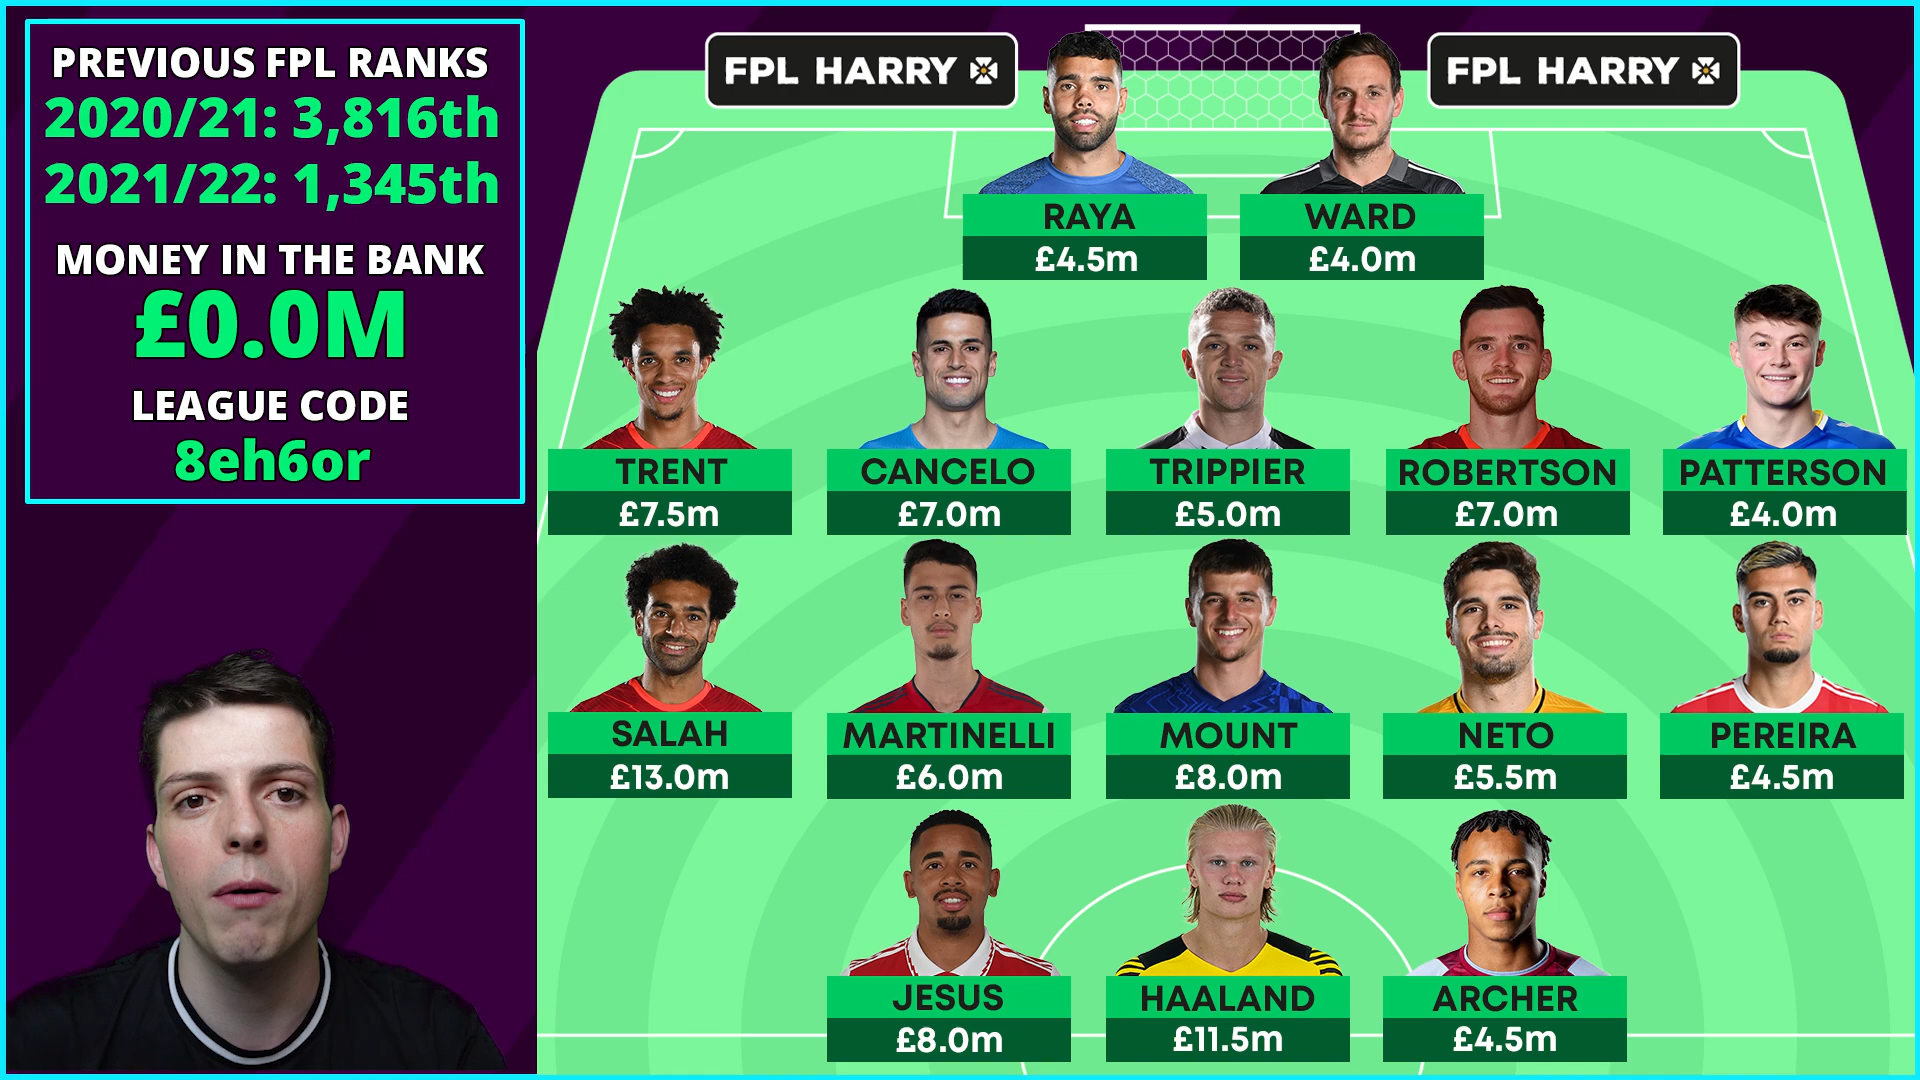 PREVIOUS FPL RANKS
2020/21: 3,816th
2021/22: 1,345th
MONEY IN THE BANK
£0.0M
LEAGUE CODE
8eh6or
FPL HARRY
FPL HARRY
RAYA
£4.5m
WARD
£4.0m
TRENT
£7.5m
CANCELO
£7.0m
TRIPPIER
£5.0m
ROBERTSON
£7.0m
PATTERSON
£4.0m
SALAH
£13.0m
MARTINELLI
£6.0m
MOUNT
£8.0m
NETO
£5.5m
PEREIRA
£4.5m
JESUS
£8.0m
HAALAND
£11.5m
ARCHER
£4.5m